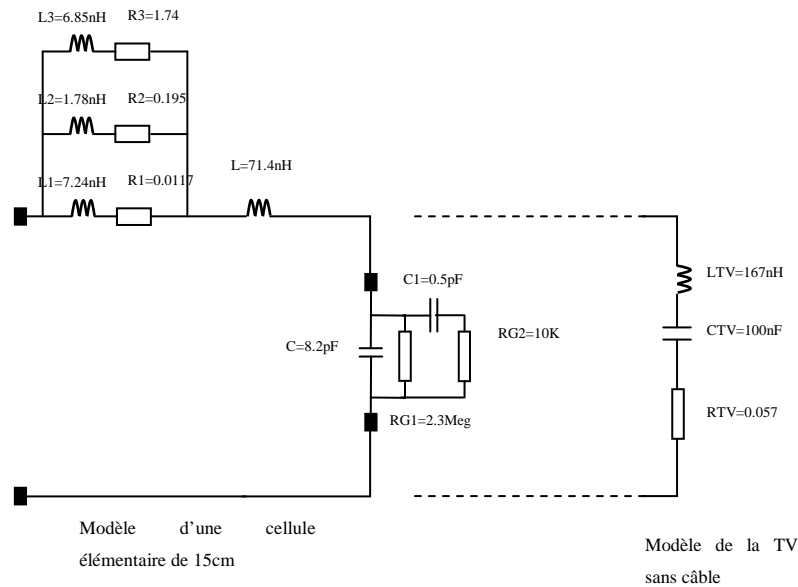 L3=6.85nH R3=1.74
L2=1.78nH R2=0.195
L1=7.24nH R1=0.0117
L=71.4nH
C1=0.5pF
LTV=167nH
C=8.2pF
RG2=10K
CTV=100nF
RG1=2.3Meg
RTV=0.057
Modèle d'une cellule
élémentaire de 15cm
Modèle de la TV
sans câble